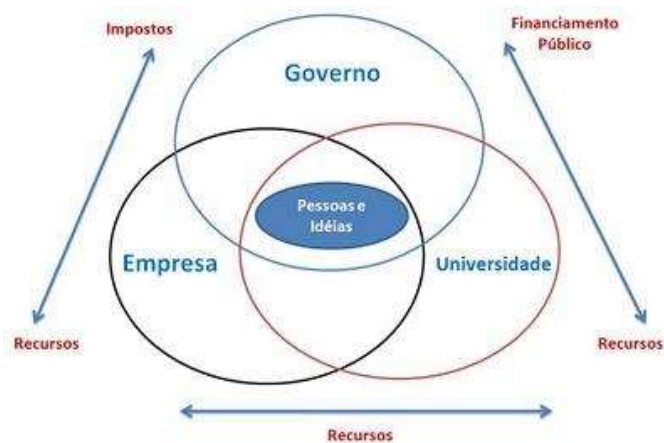 Impostos
Financiamento
Público
Governo
Pessoas e
Idéias
Empresa
Universidade
Recursos
Recursos
Recursos